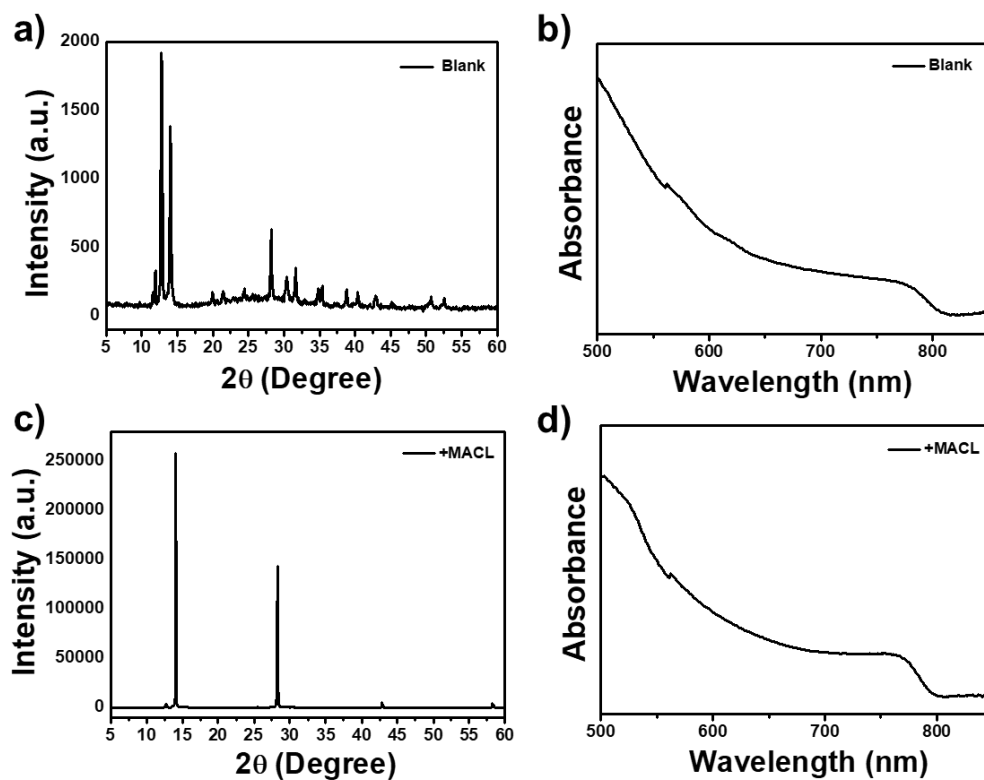 a)
Intensity (a.u.)
2000
1500
1000
500
0
Blank
5 10 15 20 25 30 35 40 45 50 55 60
2θ (Degree)
b)
Absorbance
Blank
500 600 700 800
Wavelength (nm)
c)
Intensity (a.u.)
250000
200000
150000
100000
50000
0
+MACL
5 10 15 20 25 30 35 40 45 50 55 60
2θ (Degree)
d)
Absorbance
+MACL
500 600 700 800
Wavelength (nm)